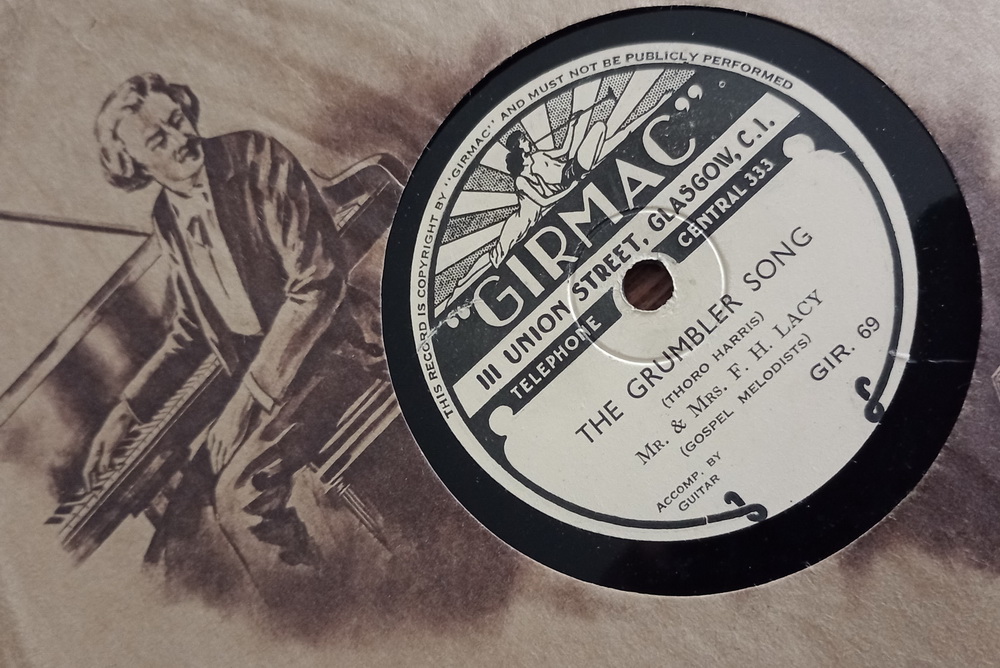 THIS RECORD IS COPYRIGHT BY "GIRMAC" AND MUST NOT BE PUBLICLY PERFORMED
"GIRMAC"
111 UNION STREET, GLASGOW, C.1.
TELEPHONE CENTRAL 333
THE GRUMBLER SONG
(THORO HARRIS)
MR. & MRS. F. H. LACY
(GOSPEL MELODISTS)
GIR. 69
ACCOMP. BY
GUITAR